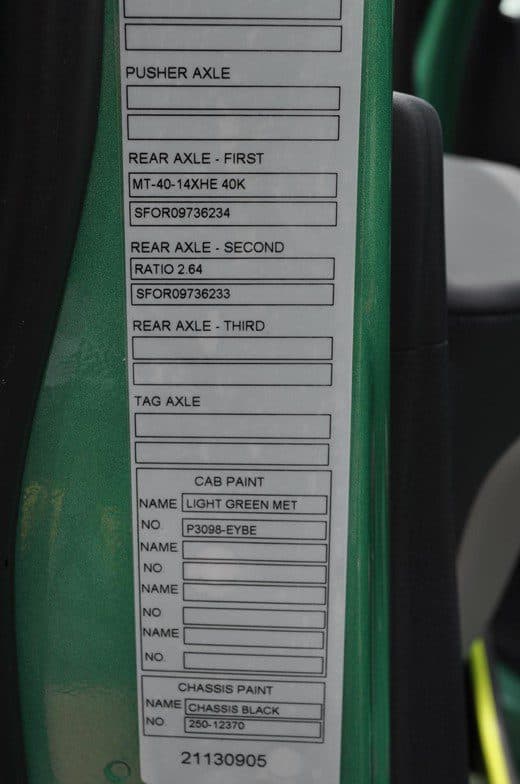 PUSHER AXLE
REAR AXLE - FIRST
MT-40-14XHE 40K
SFOR09736234
REAR AXLE - SECOND
RATIO 2.64
SFOR09736233
REAR AXLE - THIRD
TAG AXLE
CAB PAINT
NAME LIGHT GREEN MET
NO P3098-EYBE
NAME
NO.
NAME
NO.
NAME
NO.
CHASSIS PAINT
NAME CHASSIS BLACK
NO. 250-12370
21130905